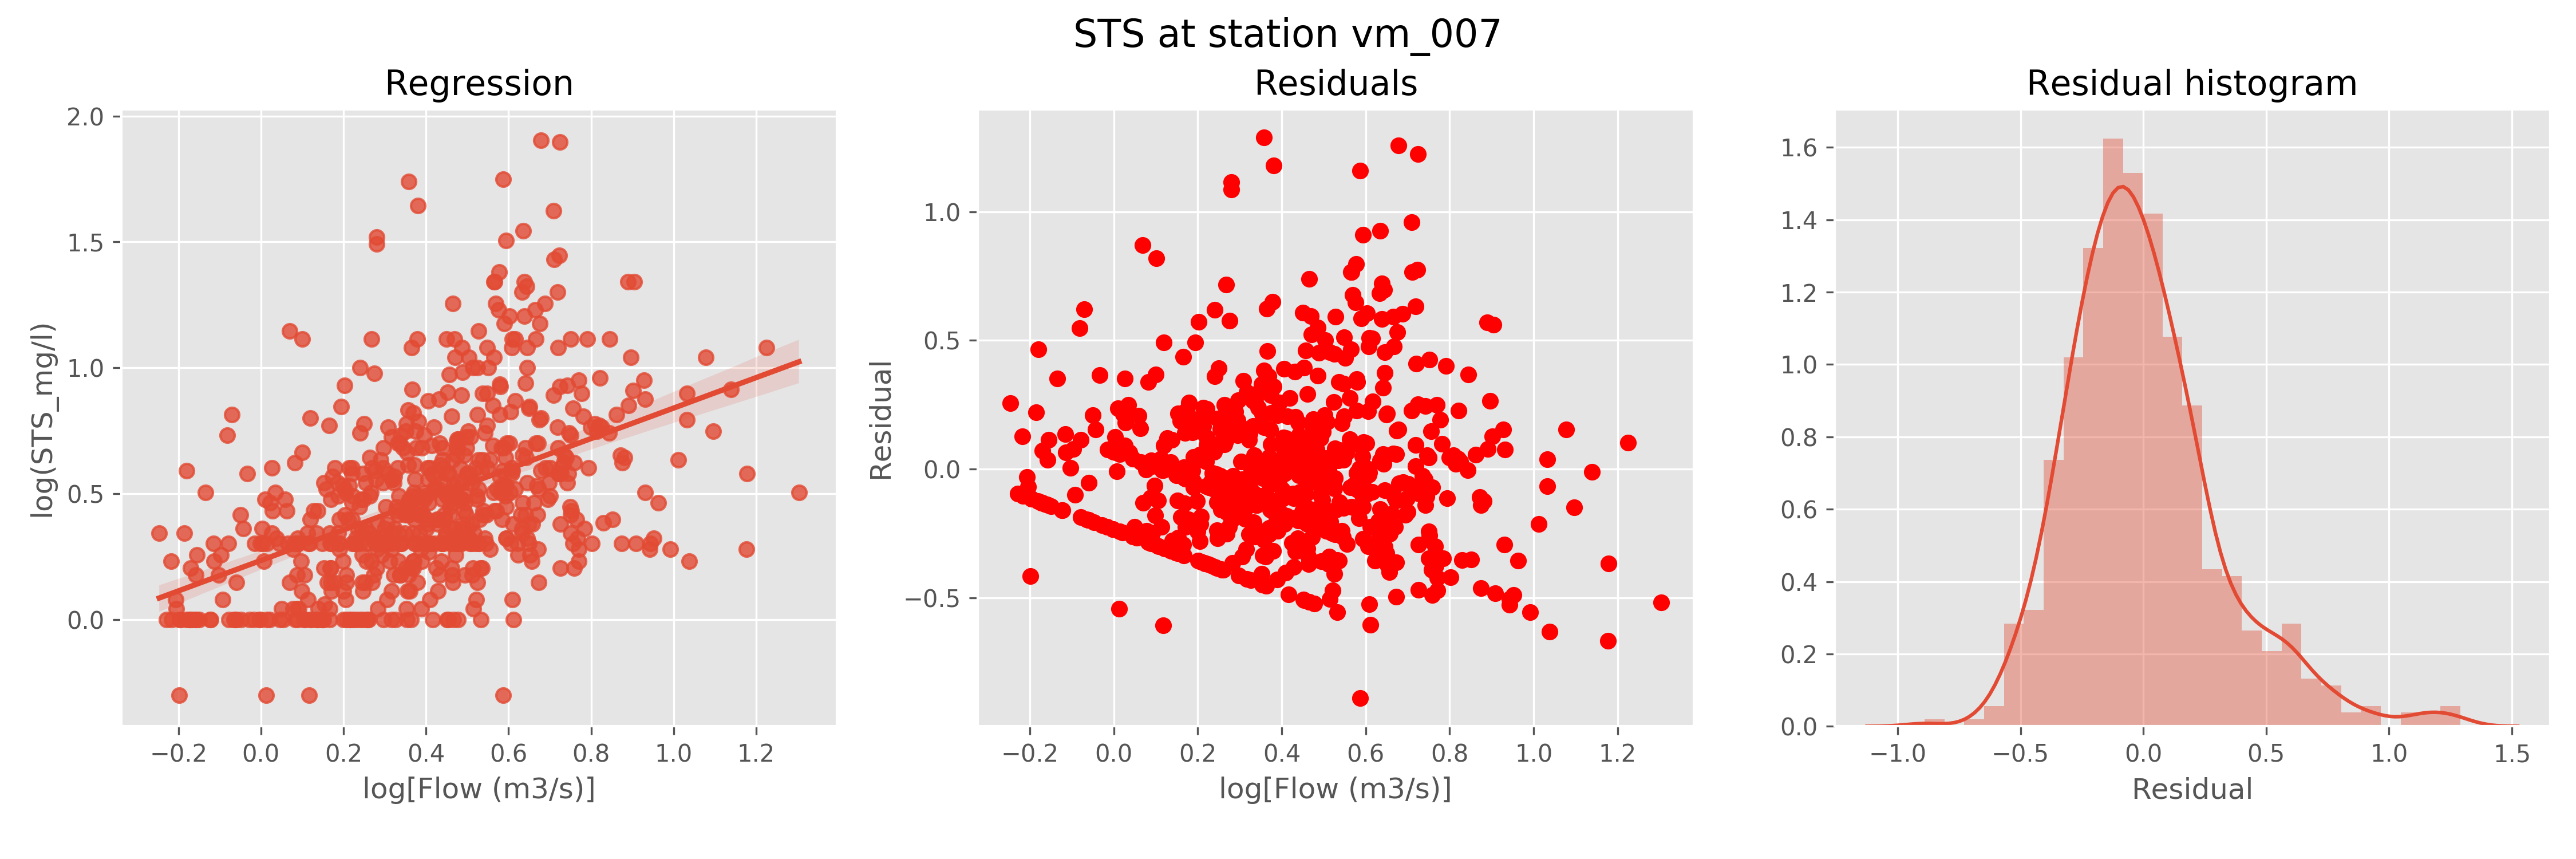 STS at station vm_007
Regression
2.0
1.5
1.0
0.5
0.0
log(STS_mg/l)
−0.2 0.0 0.2 0.4 0.6 0.8 1.0 1.2
log[Flow (m3/s)]
Residuals
1.0
0.5
0.0
−0.5
Residual
−0.2 0.0 0.2 0.4 0.6 0.8 1.0 1.2
log[Flow (m3/s)]
Residual histogram
1.6
1.4
1.2
1.0
0.8
0.6
0.4
0.2
0.0
−1.0 −0.5 0.0 0.5 1.0 1.5
Residual